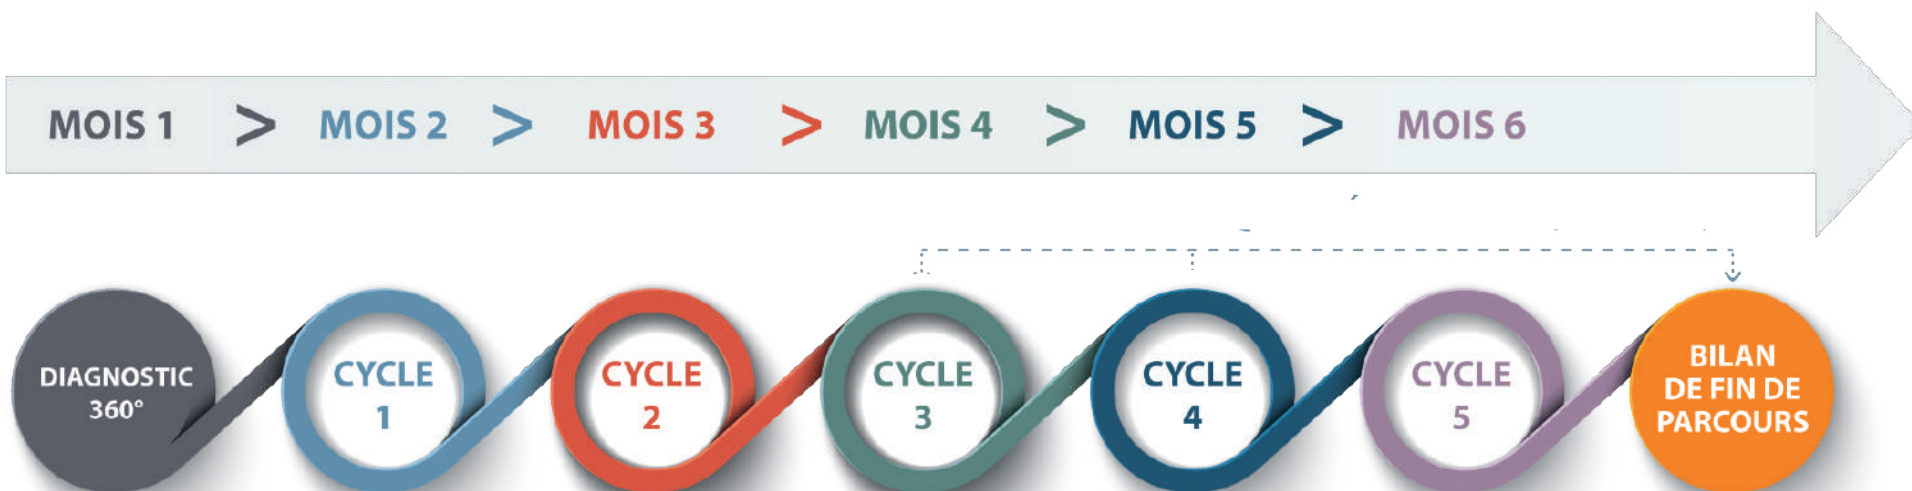 MOIS 1 > MOIS 2 > MOIS 3 > MOIS 4 > MOIS 5 > MOIS 6
DIAGNOSTIC
360°
CYCLE
1
CYCLE
2
CYCLE
3
CYCLE
4
CYCLE
5
BILAN
DE FIN DE
PARCOURS